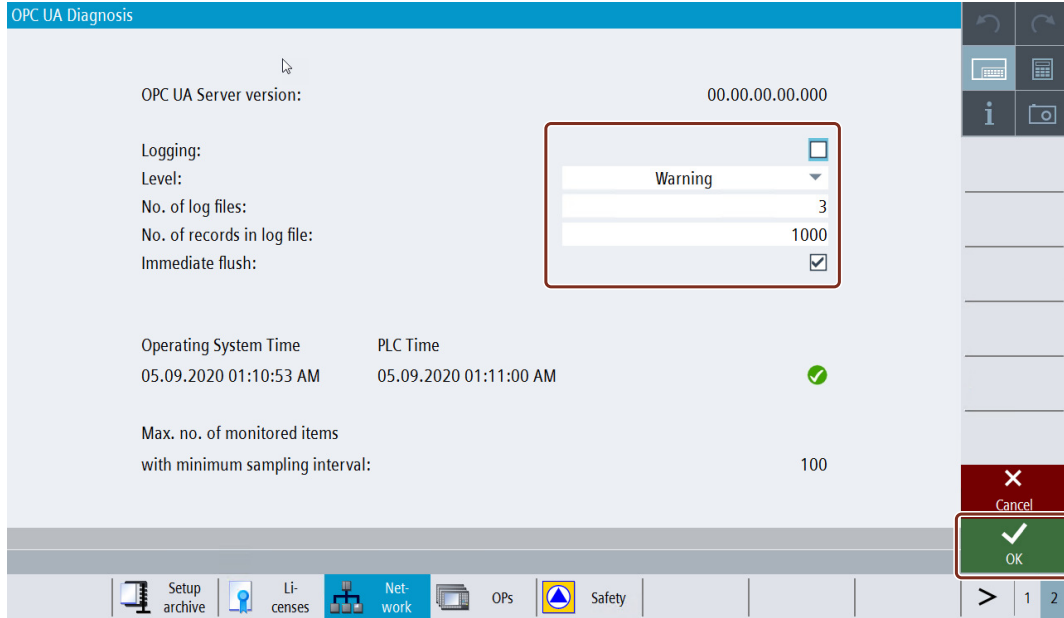 OPC UA Diagnosis
OPC UA Server version: 00.00.00.00.000
Logging:
Level: Warning
No. of log files: 3
No. of records in log file: 1000
Immediate flush:
Operating System Time PLC Time
05.09.2020 01:10:53 AM 05.09.2020 01:11:00 AM
Max. no. of monitored items
with minimum sampling interval: 100
i
Cancel
OK
Setup
archive
Li-
censes
Net-
work
OPs
Safety
> 1 2